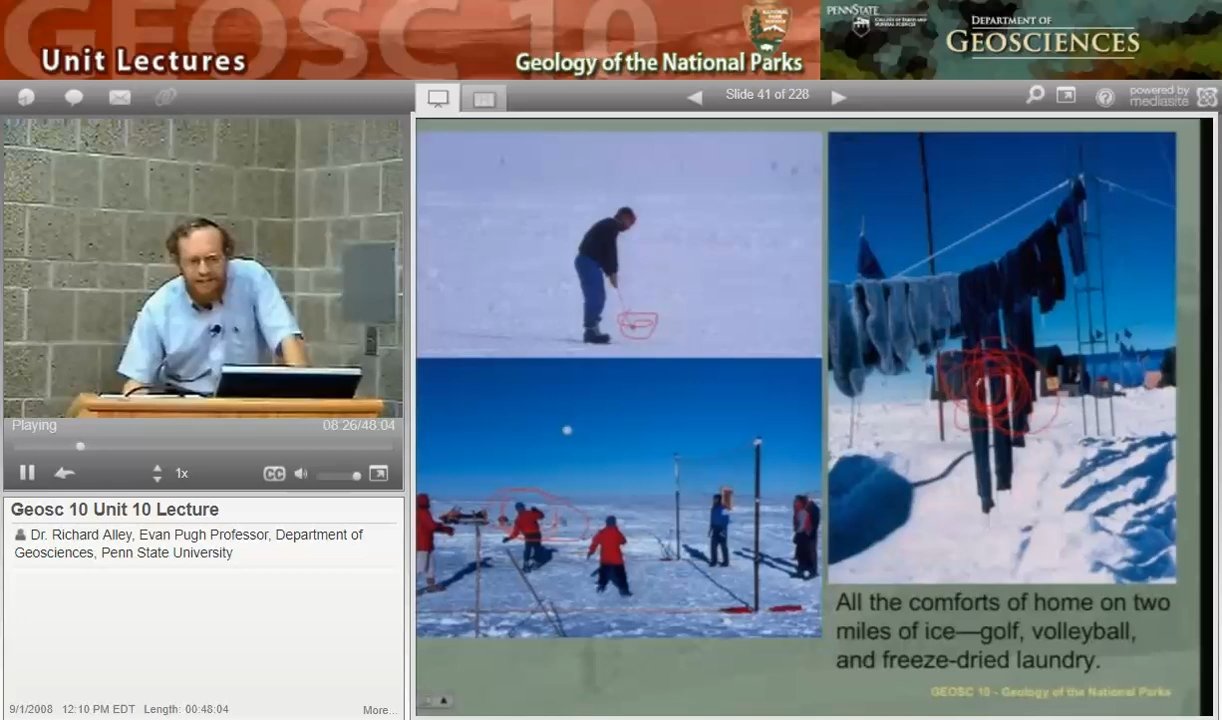 GEOSC 10
Unit Lectures
Geology of the National Parks
NATIONAL
PARK
SERVICE
PENNSTATE
DEPARTMENT OF
GEOSCIENCES
Slide 41 of 228
powered by
mediasite
Playing
08:26/48:04
1x
CC
Geosc 10 Unit 10 Lecture
Dr. Richard Alley, Evan Pugh Professor, Department of
Geosciences, Penn State University
All the comforts of home on two
miles of ice—golf, volleyball,
and freeze-dried laundry.
GEOSC 10 - Geology of the National Parks
9/1/2008 12:10 PM EDT Length: 00:48:04
More...